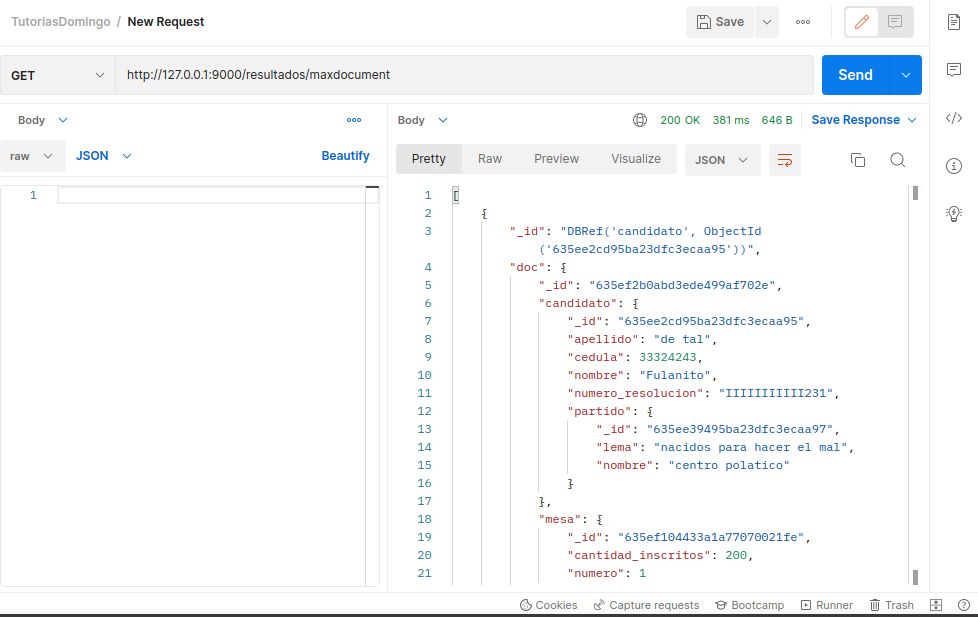 TutoriasDomingo / New Request
Save
GET
http://127.0.0.1:9000/resultados/maxdocument
Send
Body
raw
JSON
Beautify
1
Body
200 OK 381 ms 646 B Save Response
Pretty Raw Preview Visualize JSON
1 [
2 {
3 "_id": "DBRef('candidato', ObjectId
('635ee2cd95ba23dfc3ecaa95'))",
4 "doc": {
5 "_id": "635ef2b0abd3ede499af702e",
6 "candidato": {
7 "_id": "635ee2cd95ba23dfc3ecaa95",
8 "apellido": "de tal",
9 "cedula": 33324243,
10 "nombre": "Fulanito",
11 "numero_resolucion": "IIIIIIIIIII231",
12 "partido": {
13 "_id": "635ee39495ba23dfc3ecaa97",
14 "lema": "nacidos para hacer el mal",
15 "nombre": "centro polatico"
16 }
17 },
18 "mesa": {
19 "_id": "635ef104433a1a77070021fe",
20 "cantidad_inscritos": 200,
21 "numero": 1
Cookies Capture requests Bootcamp Runner Trash